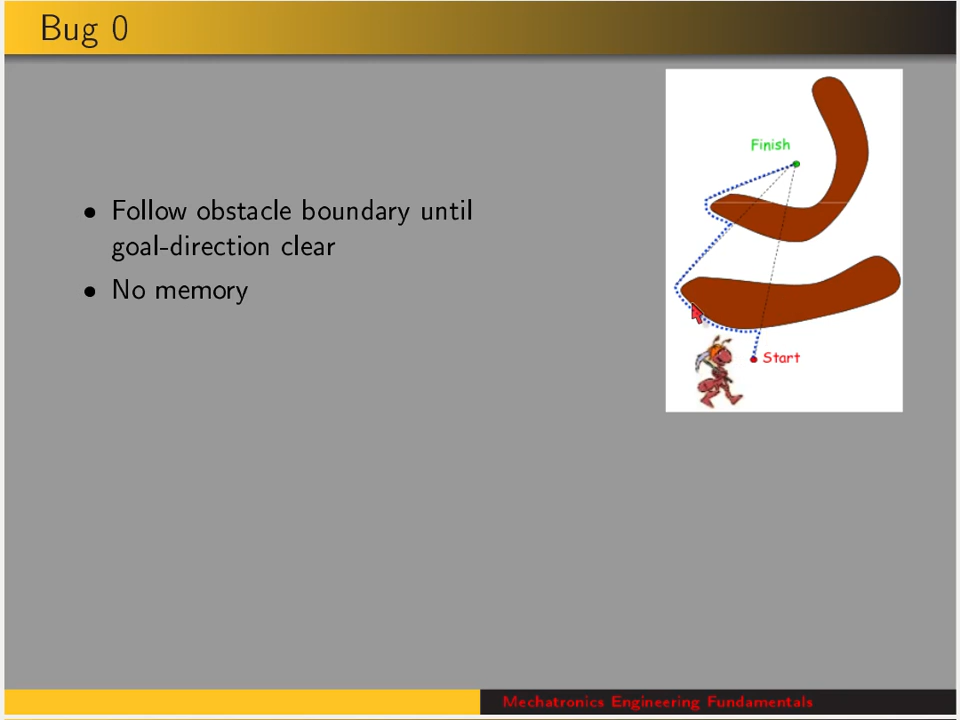 Bug 0
Finish
• Follow obstacle boundary until
goal-direction clear
• No memory
Start
Mechatronics Engineering Fundamentals